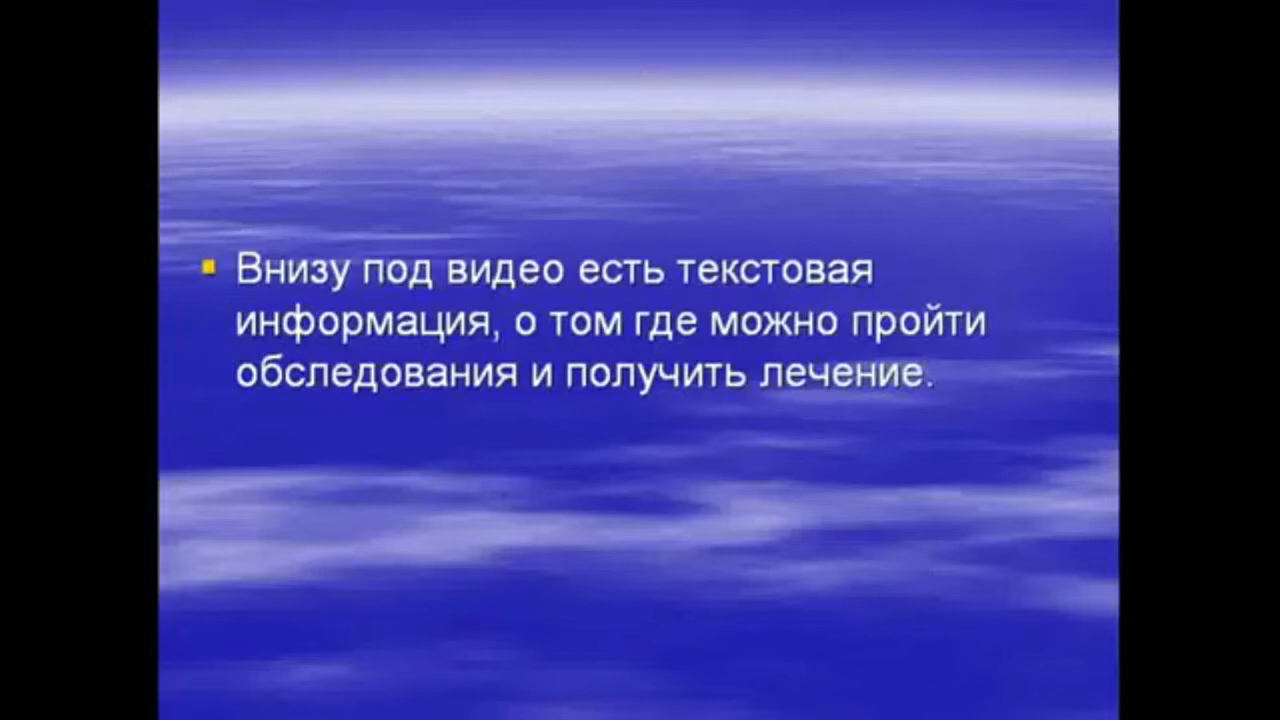 Внизу под видео есть текстовая
информация, о том где можно пройти
обследования и получить лечение.